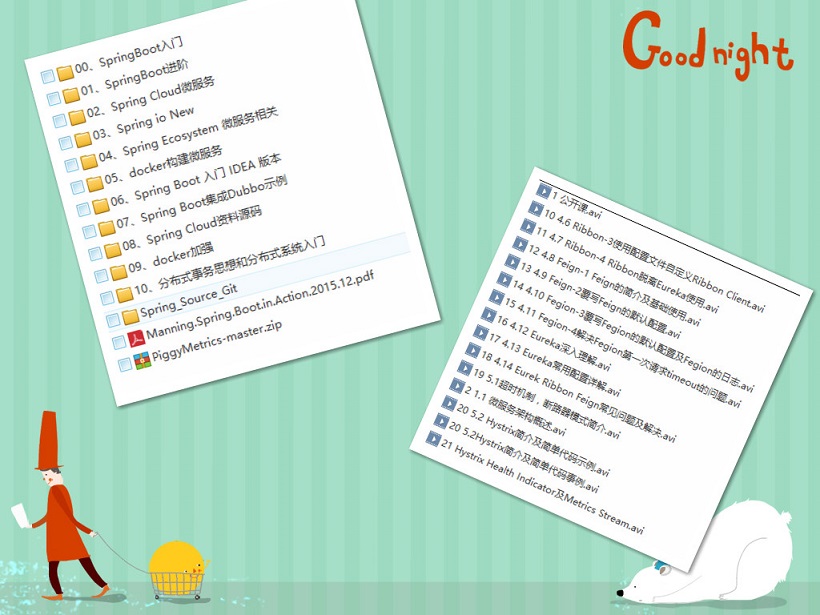 Good night
00、SpringBoot入门
01、SpringBoot进阶
02、Spring Cloud微服务
03、Spring io New
04、Spring Ecosystem 微服务相关
05、docker构建微服务
06、Spring Boot 入门 IDEA 版本
07、Spring Boot集成Dubbo示例
08、Spring Cloud资料源码
09、docker加强
10、分布式事务思想和分布式系统入门
Spring_Source_Git
Manning.Spring.Boot.in.Action.2015.12.pdf
PiggyMetrics-master.zip
1 公开课.avi
10 4.6 Ribbon-3使用配置文件自定义Ribbon Client.avi
11 4.7 Ribbon-4 Ribbon脱离Eureka使用.avi
12 4.8 Feign-1 Feign的简介及基础使用.avi
13 4.9 Feign-2覆写Feign的默认配置.avi
14 4.10 Fegion-3覆写Fegion的默认配置及Fegion的日志.avi
15 4.11 Fegion-4解决Fegion第一次请求timeout的问题.avi
16 4.12 Eureka深入理解.avi
17 4.13 Eureka常用配置详解.avi
18 4.14 Eurek Ribbon Feign常见问题及解决.avi
19 5.1超时机制，断路器模式简介.avi
2 1.1 微服务架构概述.avi
20 5.2 Hystrix简介及简单代码示例.avi
20 5.2Hystrix简介及简单代码事例.avi
21 Hystrix Health Indicator及Metrics Stream.avi